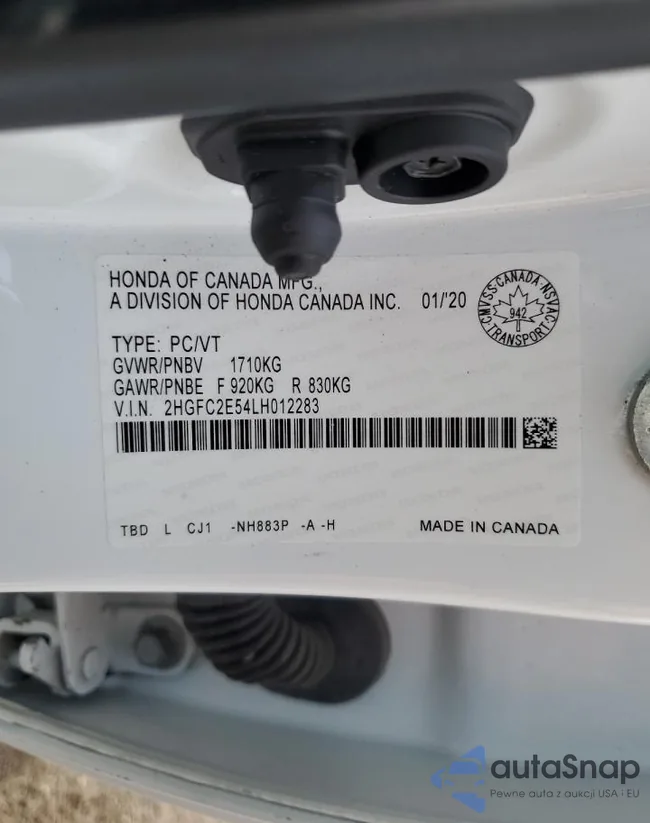 HONDA OF CANADA MFG.,
A DIVISION OF HONDA CANADA INC. 01/'20
CMVSS·CANADA·NSVAC
942
TRANSPORT
TYPE: PC/VT
GVWR/PNBV 1710KG
GAWR/PNBE F 920KG R 830KG
V.I.N. 2HGFC2E54LH012283
TBD L CJ1 -NH883P -A -H MADE IN CANADA
autaSnap
Pewne auta z aukcji USA i EU